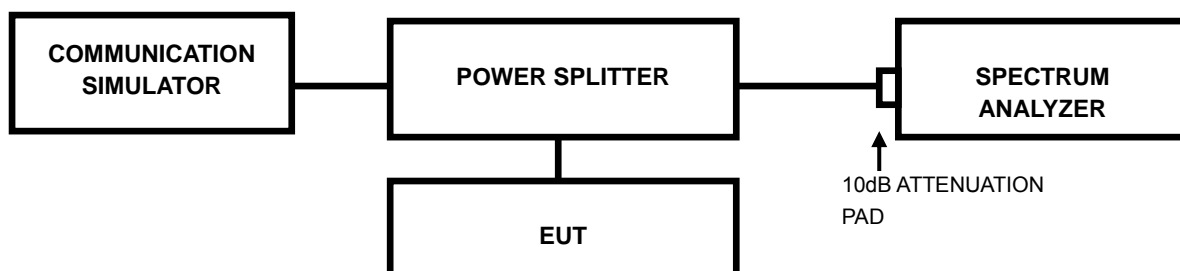 COMMUNICATION
SIMULATOR
POWER SPLITTER
SPECTRUM
ANALYZER
10dB ATTENUATION
PAD
EUT